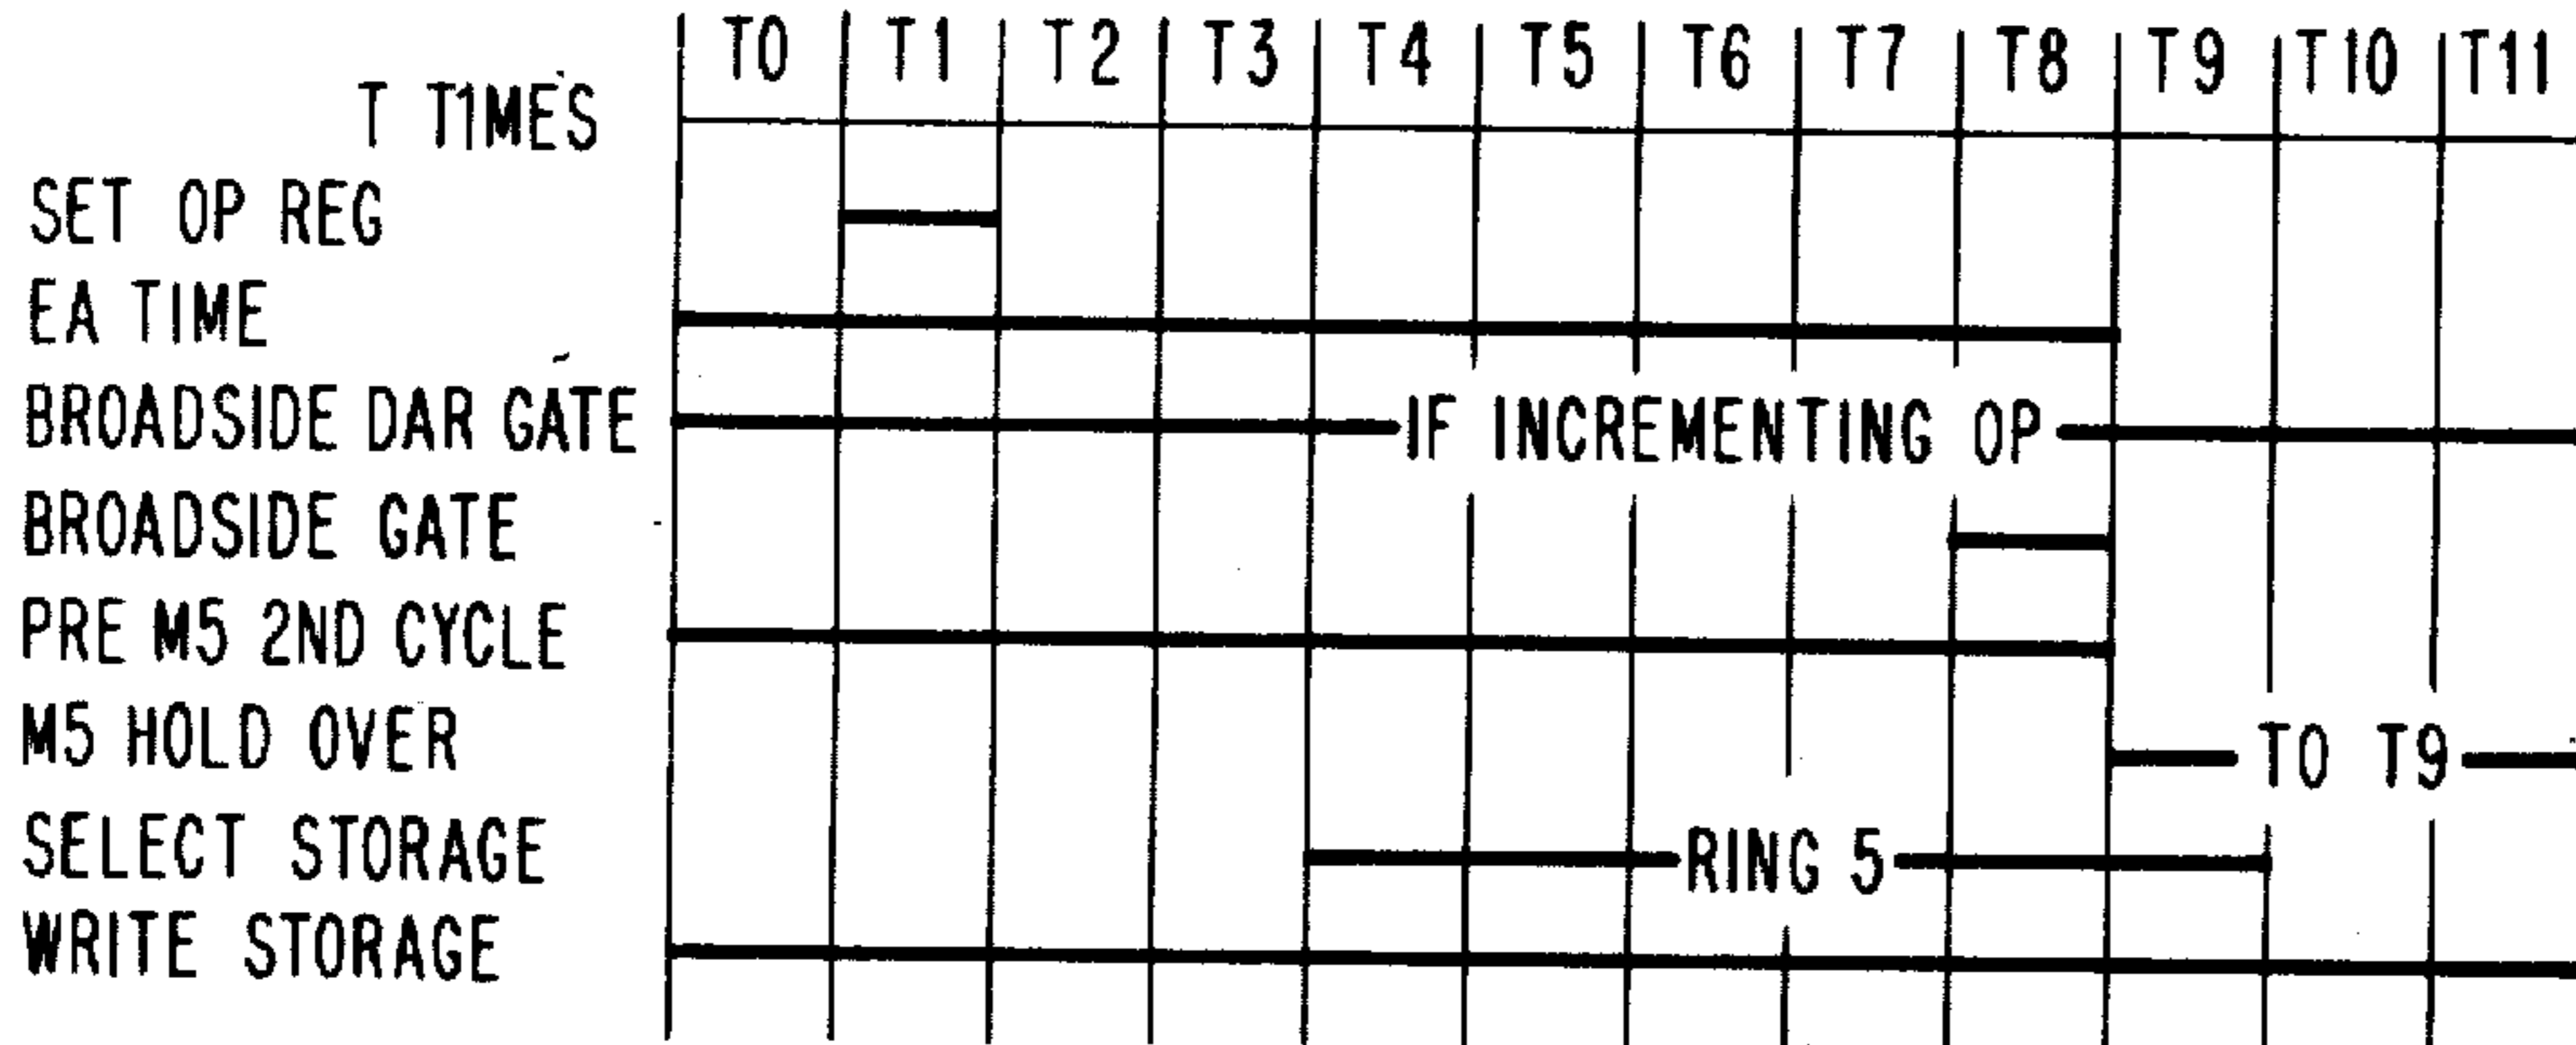 T0 T1 T2 T3 T4 T5 T6 T7 T8 T9 T10 T11
T TIMES
SET OP REG
EA TIME
BROADSIDE DAR GATE IF INCREMENTING OP
BROADSIDE GATE
PRE M5 2ND CYCLE
M5 HOLD OVER TO T9
SELECT STORAGE RING 5
WRITE STORAGE